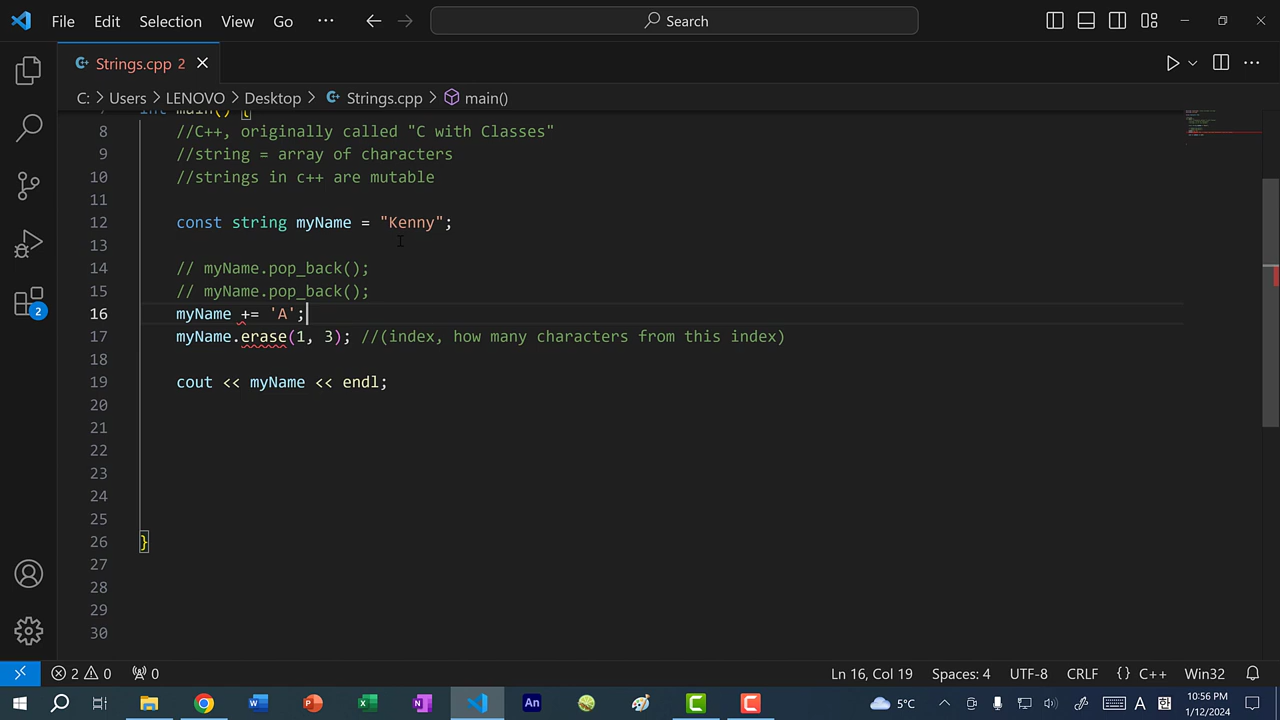 File Edit Selection View Go ··· Search
Strings.cpp 2
C: > Users > LENOVO > Desktop > Strings.cpp > main()
int main() {
8 //C++, originally called "C with Classes"
9 //string = array of characters
10 //strings in c++ are mutable
11
12 const string myName = "Kenny";
13
14 // myName.pop_back();
15 // myName.pop_back();
16 myName += 'A';
17 myName.erase(1, 3); //(index, how many characters from this index)
18
19 cout << myName << endl;
20
21
22
23
24
25
26 }
27
28
29
30
2
2 0 0 Ln 16, Col 19 Spaces: 4 UTF-8 CRLF {} C++ Win32
5°C A 10:56 PM
1/12/2024